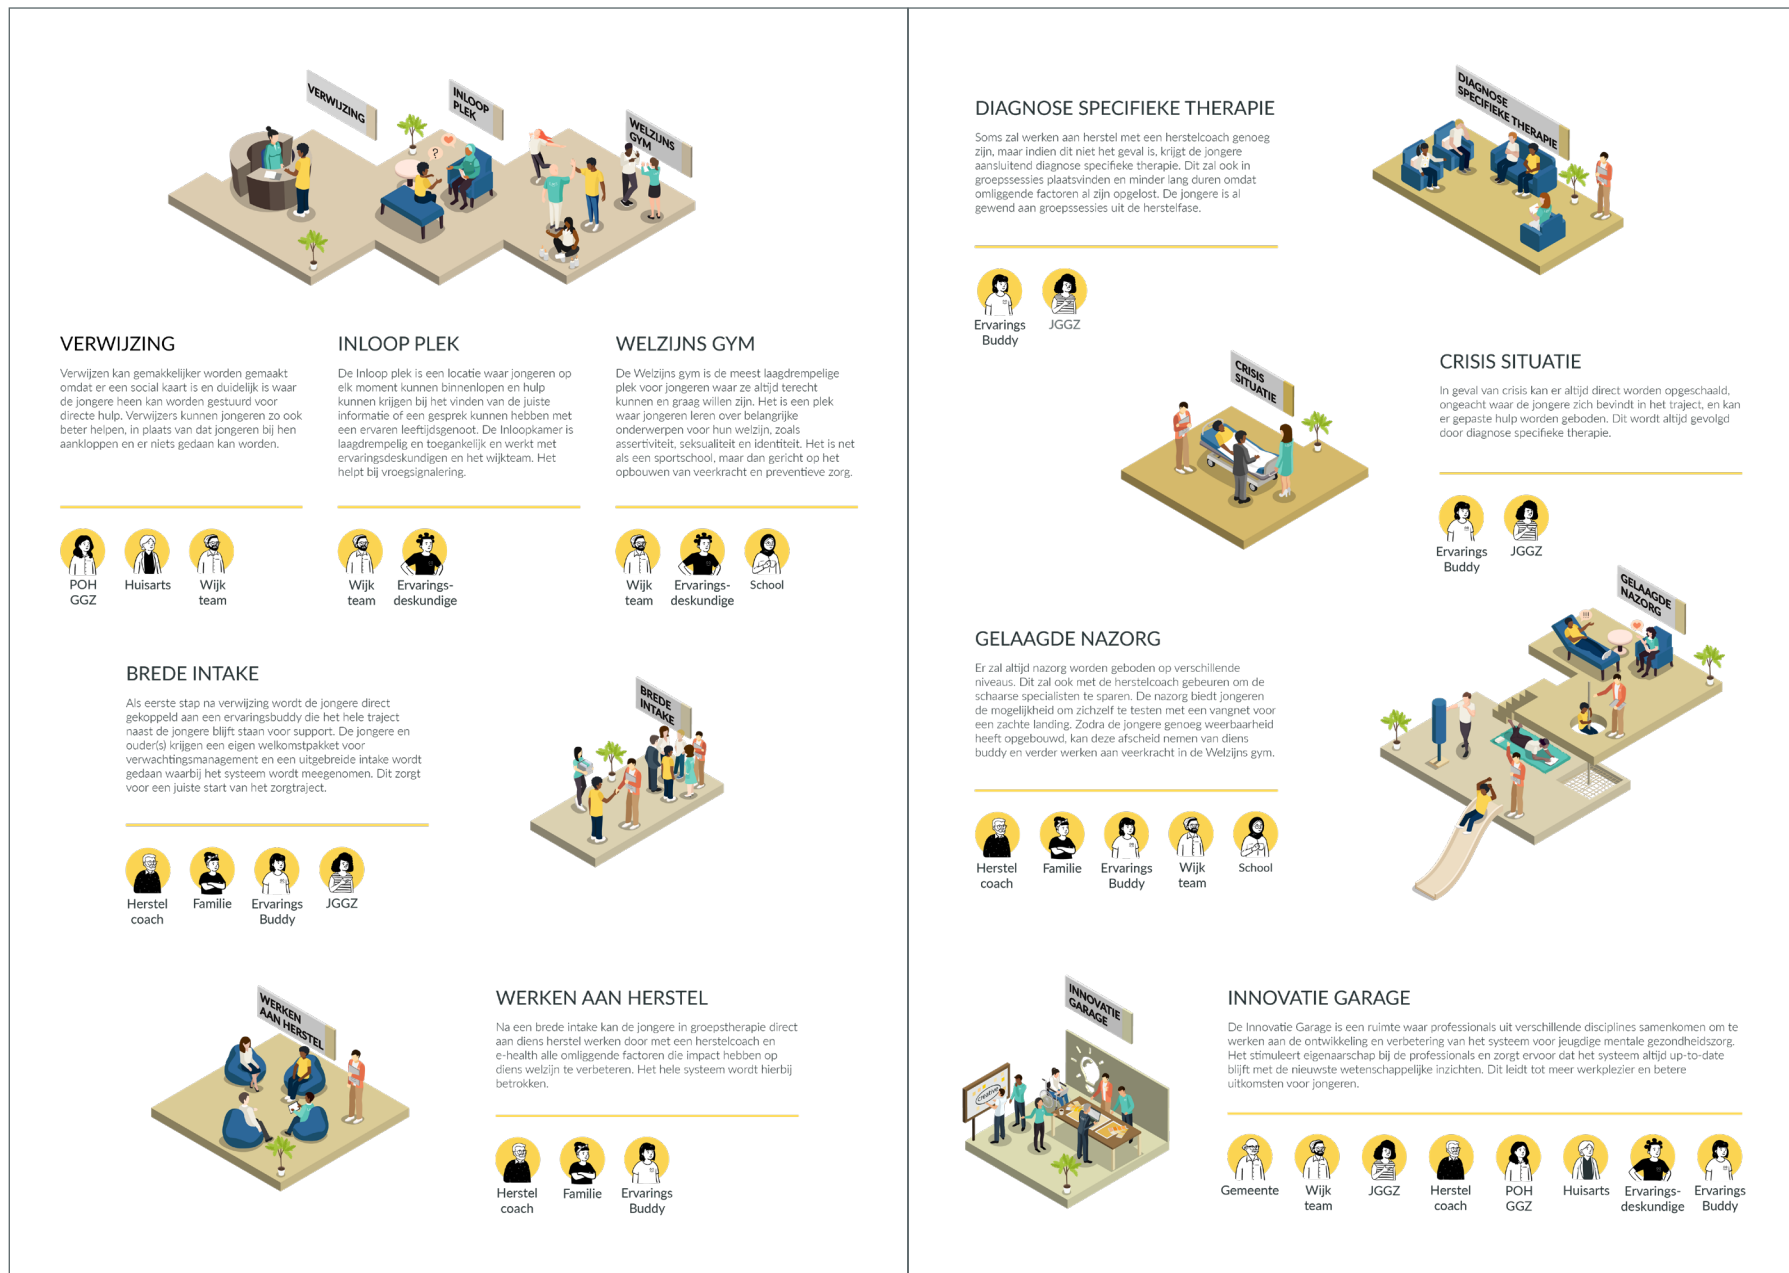 VERWIJZING
INLOOP
PLEK
WELZIJNS
GYM
VERWIJZING
Verwijzen kan gemakkelijker worden gemaakt
omdat er een social kaart is en duidelijk is waar
de jongere heen kan worden gestuurd voor
directe hulp. Verwijzers kunnen jongeren zo ook
beter helpen, in plaats van dat jongeren bij hen
aankloppen en er niets gedaan kan worden.
POH
GGZ
Huisarts
Wijk
team
INLOOP PLEK
De Inloop plek is een locatie waar jongeren op
elk moment kunnen binnenlopen en hulp
kunnen krijgen bij het vinden van de juiste
informatie of een gesprek kunnen hebben met
een ervaren leeftijdsgenoot. De Inloopkamer is
laagdrempelig en toegankelijk en werkt met
ervaringsdeskundigen en het wijkteam. Het
helpt bij vroegsignalering.
Wijk
team
Ervarings-
deskundige
WELZIJNS GYM
De Welzijns gym is de meest laagdrempelige
plek voor jongeren waar ze altijd terecht
kunnen en graag willen zijn. Het is een plek
waar jongeren leren over belangrijke
onderwerpen voor hun welzijn, zoals
assertiviteit, seksualiteit en identiteit. Het is net
als een sportschool, maar dan gericht op het
opbouwen van veerkracht en preventieve zorg.
Wijk
team
Ervarings-
deskundige
School
BREDE INTAKE
Als eerste stap na verwijzing wordt de jongere direct
gekoppeld aan een ervaringsbuddy die het hele traject
naast de jongere blijft staan voor support. De jongere en
ouder(s) krijgen een eigen welkomstpakket voor
verwachtingsmanagement en een uitgebreide intake wordt
gedaan waarbij het systeem wordt meegenomen. Dit zorgt
voor een juiste start van het zorgtraject.
Herstel
coach
Familie
Ervarings
Buddy
JGGZ
BREDE
INTAKE
WERKEN
AAN HERSTEL
WERKEN AAN HERSTEL
Na een brede intake kan de jongere in groepstherapie direct
aan diens herstel werken door met een herstelcoach en
e-health alle omliggende factoren die impact hebben op
diens welzijn te verbeteren. Het hele systeem wordt hierbij
betrokken.
Herstel
coach
Familie
Ervarings
Buddy
DIAGNOSE SPECIFIEKE THERAPIE
Soms zal werken aan herstel met een herstelcoach genoeg
zijn, maar indien dit niet het geval is, krijgt de jongere
aansluitend diagnose specifieke therapie. Dit zal ook in
groepssessies plaatsvinden en minder lang duren omdat
omliggende factoren al zijn opgelost. De jongere is al
gewend aan groepssessies uit de herstelfase.
Ervarings
Buddy
JGGZ
DIAGNOSE
SPECIFIEKE THERAPIE
CRISIS
SITUATIE
CRISIS SITUATIE
In geval van crisis kan er altijd direct worden opgeschaald,
ongeacht waar de jongere zich bevindt in het traject, en kan
er gepaste hulp worden geboden. Dit wordt altijd gevolgd
door diagnose specifieke therapie.
Ervarings
Buddy
JGGZ
GELAAGDE NAZORG
Er zal altijd nazorg worden geboden op verschillende
niveaus. Dit zal ook met de herstelcoach gebeuren om de
schaarse specialisten te sparen. De nazorg biedt jongeren
de mogelijkheid om zichzelf te testen met een vangnet voor
een zachte landing. Zodra de jongere genoeg weerbaarheid
heeft opgebouwd, kan deze afscheid nemen van diens
buddy en verder werken aan veerkracht in de Welzijns gym.
Herstel
coach
Familie
Ervarings
Buddy
Wijk
team
School
GELAAGDE
NAZORG
INNOVATIE
GARAGE
creative
INNOVATIE GARAGE
De Innovatie Garage is een ruimte waar professionals uit verschillende disciplines samenkomen om te
werken aan de ontwikkeling en verbetering van het systeem voor jeugdige mentale gezondheidszorg.
Het stimuleert eigenaarschap bij de professionals en zorgt ervoor dat het systeem altijd up-to-date
blijft met de nieuwste wetenschappelijke inzichten. Dit leidt tot meer werkplezier en betere
uitkomsten voor jongeren.
Gemeente
Wijk
team
JGGZ
Herstel
coach
POH
GGZ
Huisarts
Ervarings-
deskundige
Ervarings
Buddy